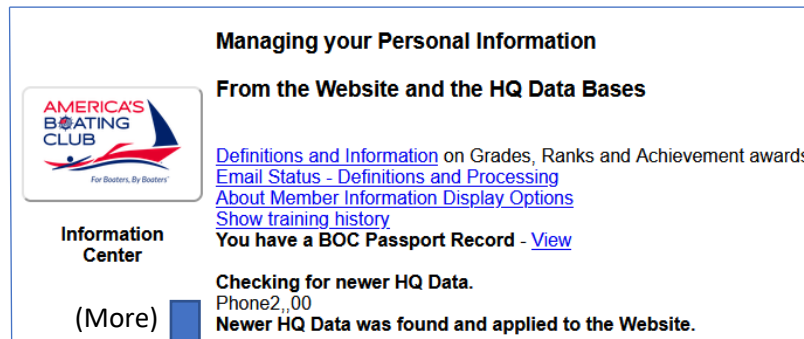 Managing your Personal Information
From the Website and the HQ Data Bases
AMERICA'S
BOATING
CLUB
For Boaters, By Boaters'
Information
Center
(More)
Definitions and Information on Grades, Ranks and Achievement awards
Email Status - Definitions and Processing
About Member Information Display Options
Show training history
You have a BOC Passport Record - View
Checking for newer HQ Data.
Phone2,,00
Newer HQ Data was found and applied to the Website.